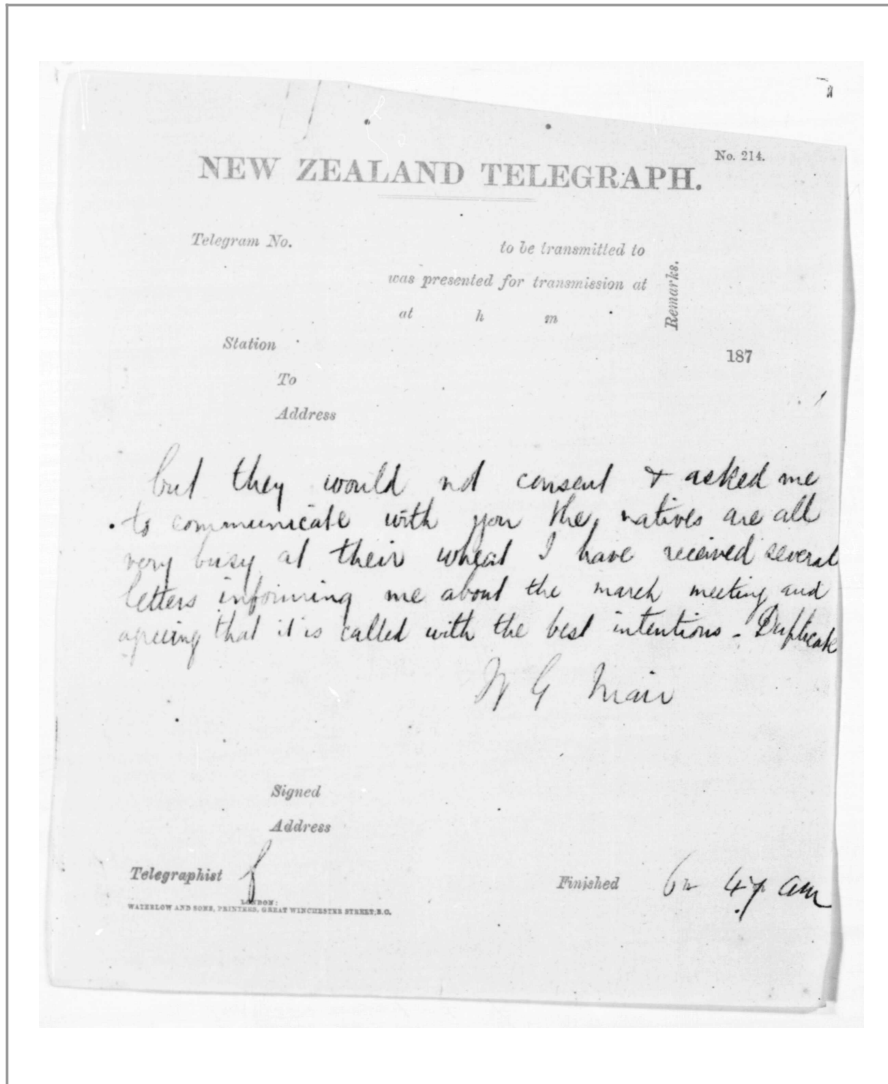 No. 214.
NEW ZEALAND TELEGRAPH.
Telegram No. to be transmitted to
was presented for transmission at
at h m
Remarks.
Station
187
To
Address
but they would not consent & asked me
to communicate with you the natives are all
very busy at their wheat I have received several
letters informing me about the march meeting and
agreeing that it is called with the best intentions - Duplicate
W G Mair
Signed
Address
Telegraphist
Finished 47 am
LONDON:
WATERLOW AND SONS, PRINTERS, GREAT WINCHESTER STREET, E.C.